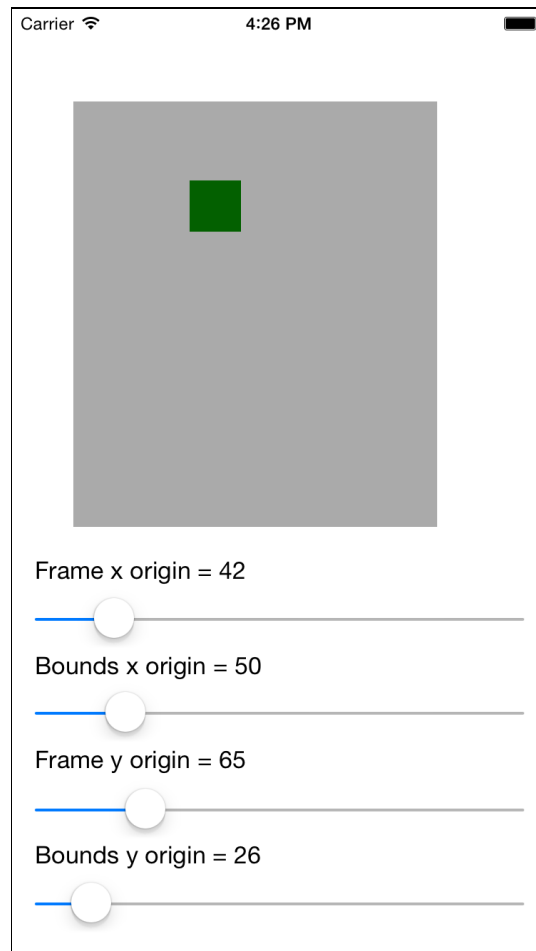 Carrier 4:26 PM
Frame x origin = 42
Bounds x origin = 50
Frame y origin = 65
Bounds y origin = 26